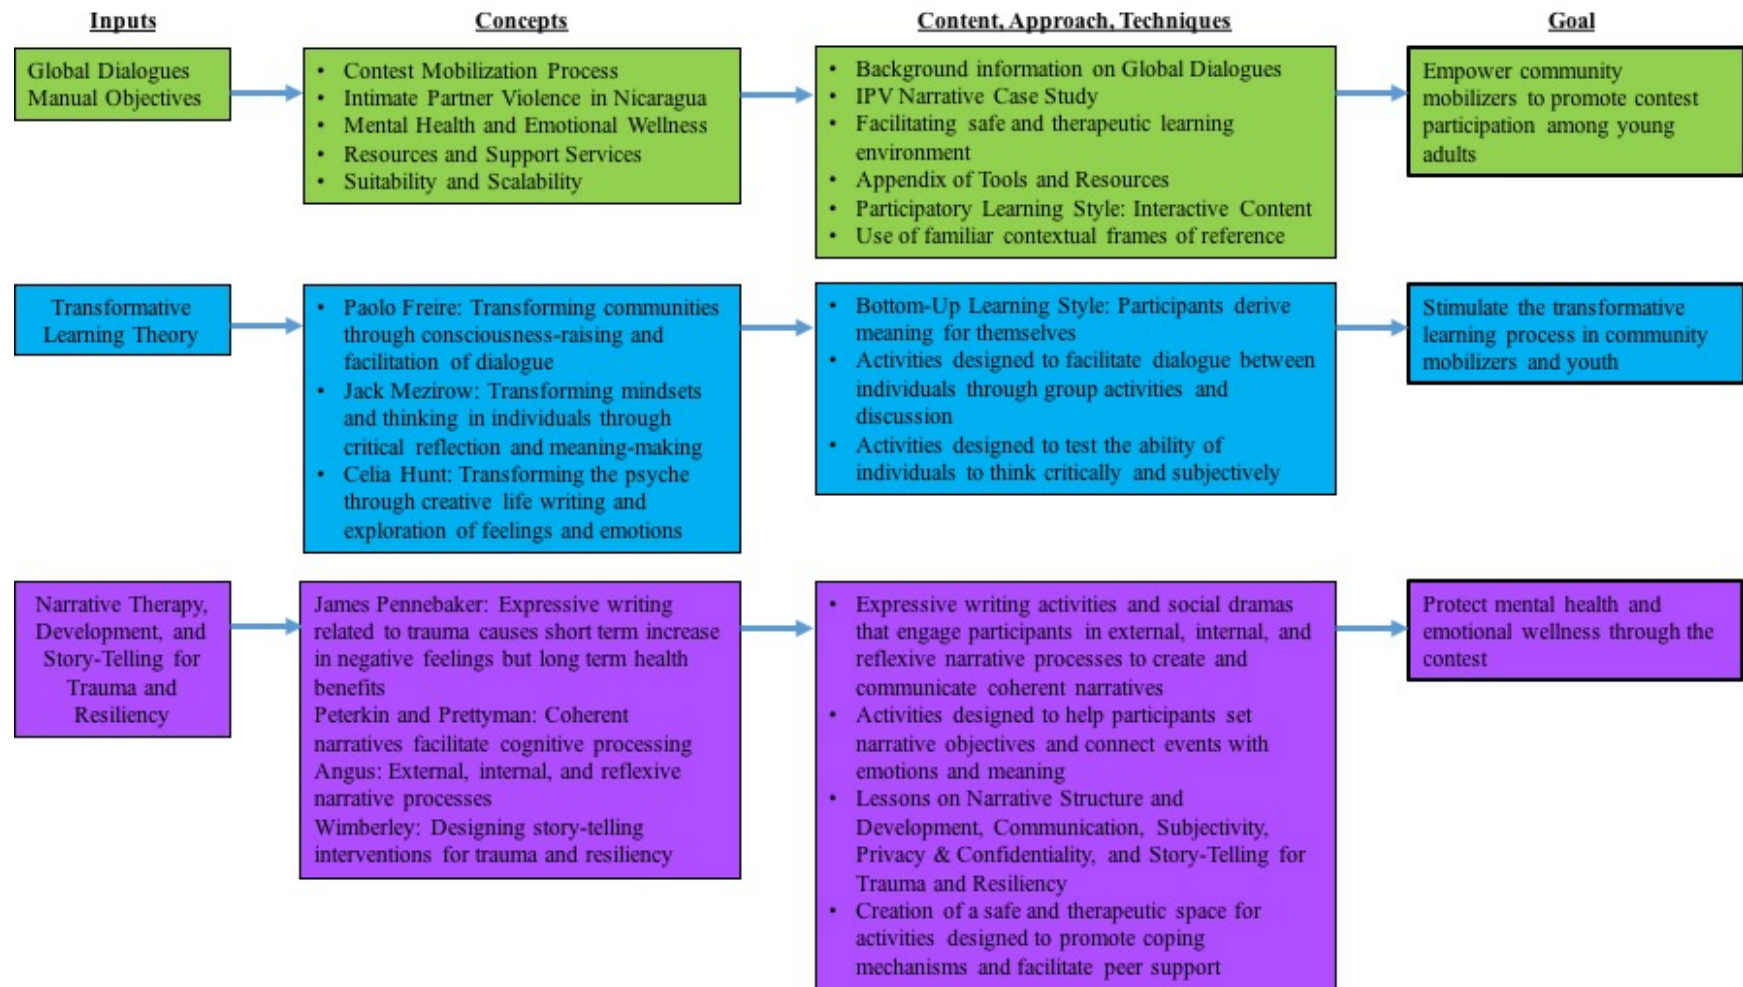 Inputs
Concepts
Content, Approach, Techniques
Goal
Global Dialogues
Manual Objectives
• Contest Mobilization Process
• Intimate Partner Violence in Nicaragua
• Mental Health and Emotional Wellness
• Resources and Support Services
• Suitability and Scalability
• Background information on Global Dialogues
• IPV Narrative Case Study
• Facilitating safe and therapeutic learning
environment
• Appendix of Tools and Resources
• Participatory Learning Style: Interactive Content
• Use of familiar contextual frames of reference
Empower community
mobilizers to promote contest
participation among young
adults
Transformative
Learning Theory
• Paolo Freire: Transforming communities
through consciousness-raising and
facilitation of dialogue
• Jack Mezirow: Transforming mindsets
and thinking in individuals through
critical reflection and meaning-making
• Celia Hunt: Transforming the psyche
through creative life writing and
exploration of feelings and emotions
• Bottom-Up Learning Style: Participants derive
meaning for themselves
• Activities designed to facilitate dialogue between
individuals through group activities and
discussion
• Activities designed to test the ability of
individuals to think critically and subjectively
Stimulate the transformative
learning process in community
mobilizers and youth
Narrative Therapy,
Development, and
Story-Telling for
Trauma and
Resiliency
James Pennebaker: Expressive writing
related to trauma causes short term increase
in negative feelings but long term health
benefits
Peterkin and Prettyman: Coherent
narratives facilitate cognitive processing
Angus: External, internal, and reflexive
narrative processes
Wimberley: Designing story-telling
interventions for trauma and resiliency
• Expressive writing activities and social dramas
that engage participants in external, internal, and
reflexive narrative processes to create and
communicate coherent narratives
• Activities designed to help participants set
narrative objectives and connect events with
emotions and meaning
• Lessons on Narrative Structure and
Development, Communication, Subjectivity,
Privacy & Confidentiality, and Story-Telling for
Trauma and Resiliency
• Creation of a safe and therapeutic space for
activities designed to promote coping
mechanisms and facilitate peer support
Protect mental health and
emotional wellness through the
contest